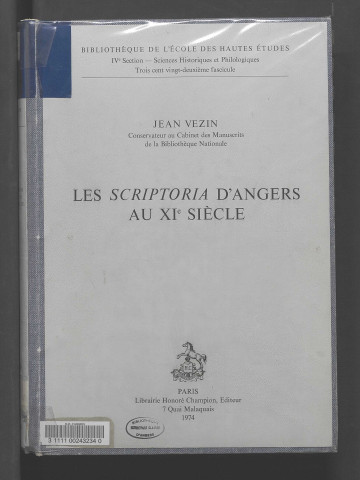 BIBLIOTHÈQUE DE L'ÉCOLE DES HAUTES ÉTUDES
IVe Section — Sciences Historiques et Philologiques
Trois cent vingt-deuxième fascicule
JEAN VEZIN
Conservateur au Cabinet des Manuscrits
de la Bibliothèque Nationale
LES SCRIPTORIA D'ANGERS
AU XIe SIÈCLE
PARIS
Librairie Honoré Champion, Editeur
7 Quai Malaquais
1974
3 1111 00243234 0